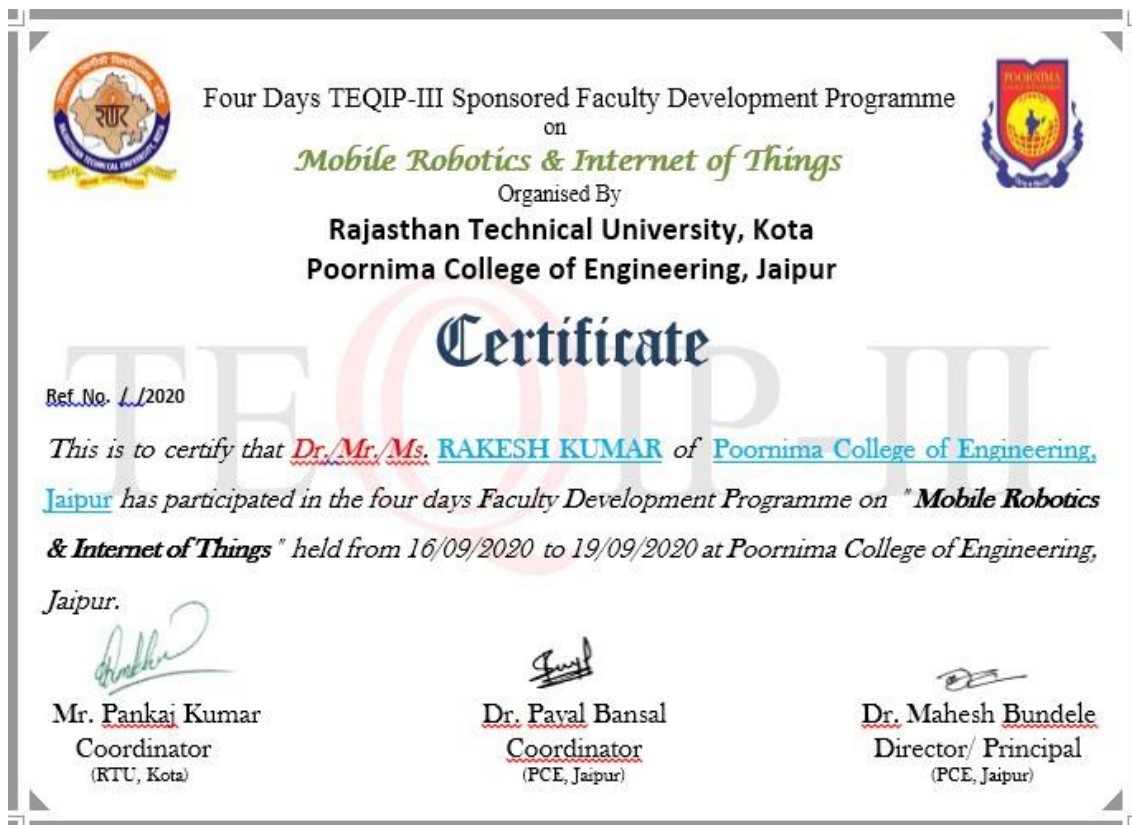 Four Days TEQIP-III Sponsored Faculty Development Programme
on
Mobile Robotics & Internet of Things
Organised By
Rajasthan Technical University, Kota
Poornima College of Engineering, Jaipur
Certificate
TEQIP-III
Ref. No. / /2020
This is to certify that Dr./Mr./Ms. RAKESH KUMAR of Poornima College of Engineering,
Jaipur has participated in the four days Faculty Development Programme on " Mobile Robotics
& Internet of Things " held from 16/09/2020 to 19/09/2020 at Poornima College of Engineering,
Jaipur.
Mr. Pankaj Kumar
Coordinator
(RTU, Kota)
Dr. Payal Bansal
Coordinator
(PCE, Jaipur)
Dr. Mahesh Bundele
Director/ Principal
(PCE, Jaipur)
POORNIMA